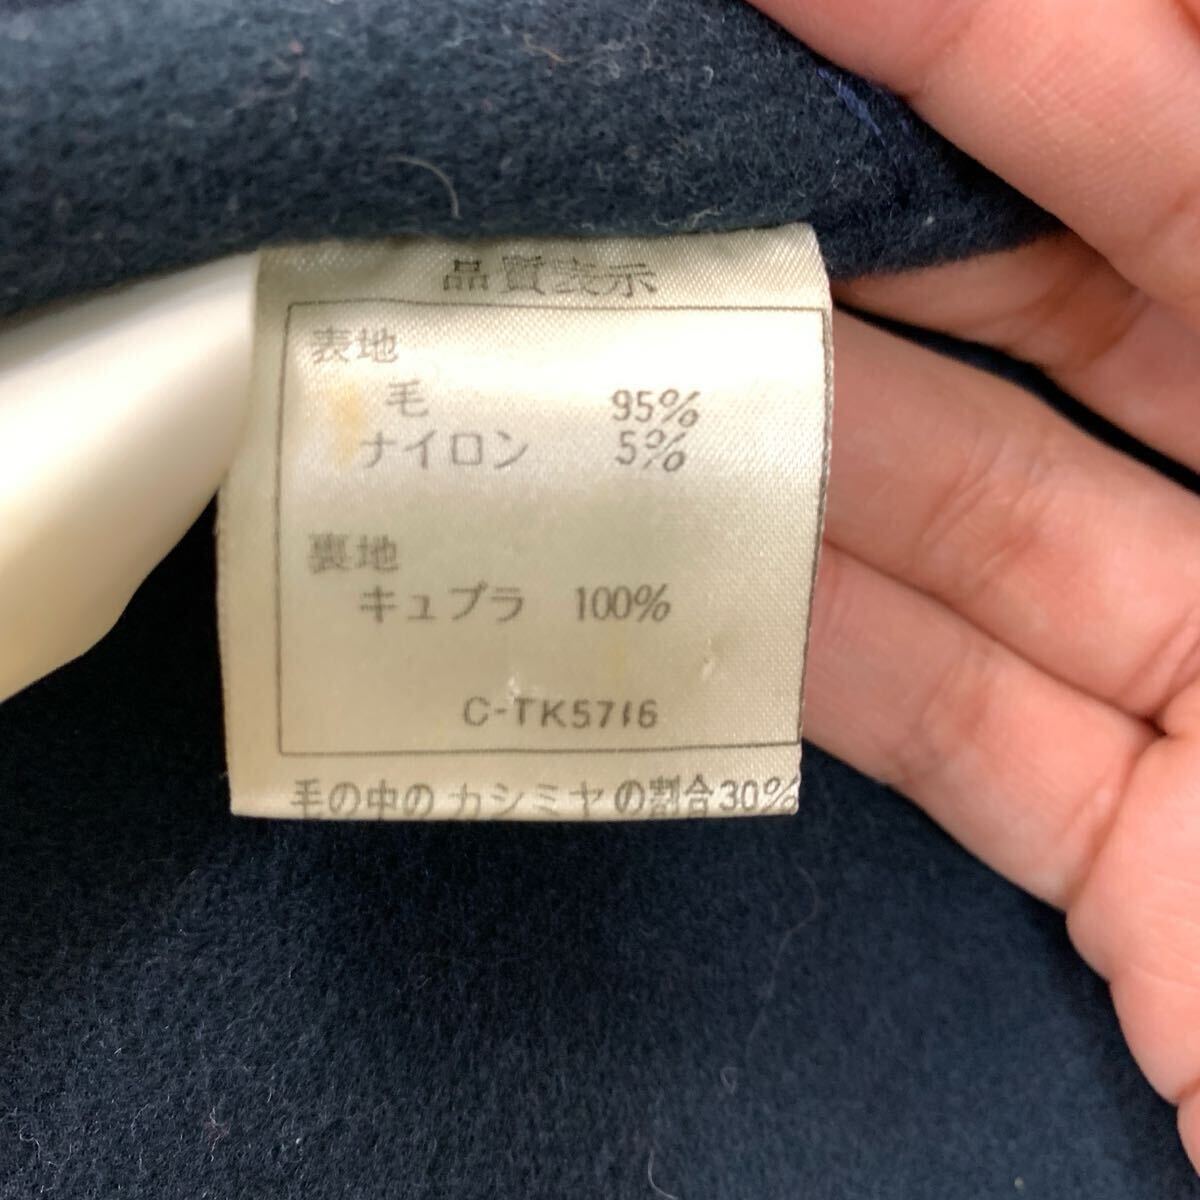 品質表示
表地
毛 95%
ナイロン 5%
裏地
キュプラ 100%
C-TK5716
毛の中のカシミヤの割合30%